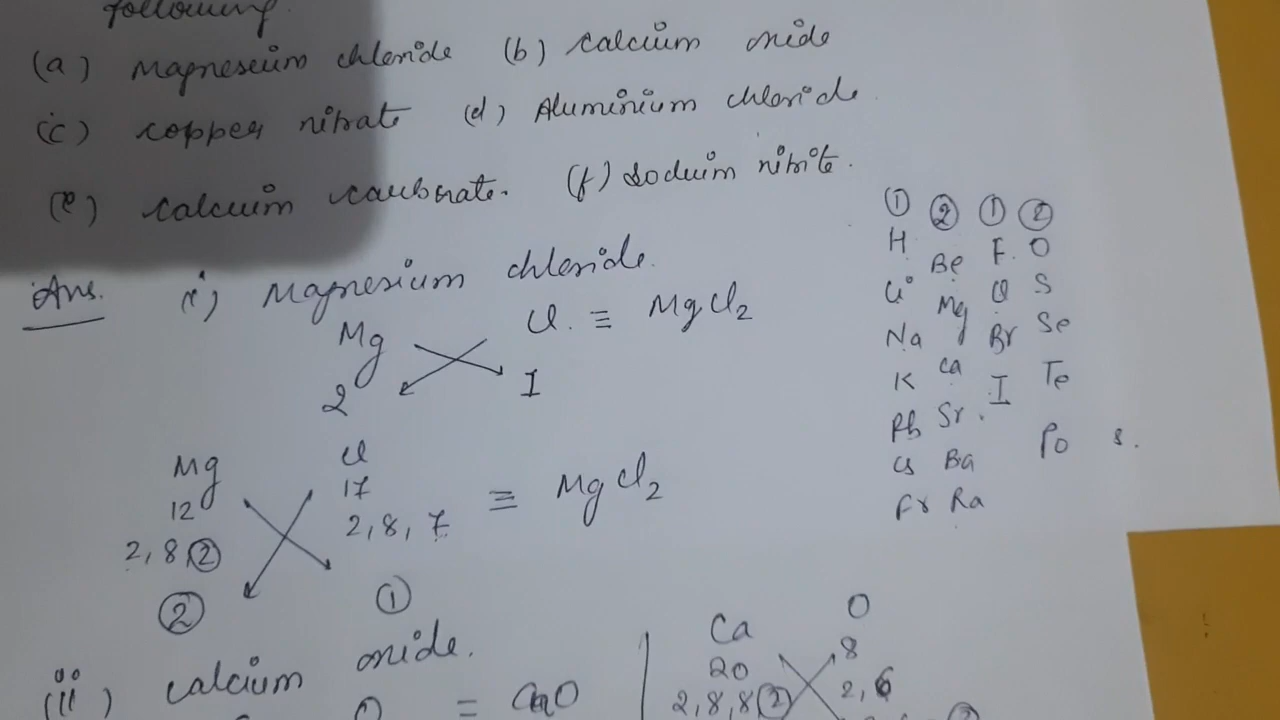 following.
(a) Magneseium chloride (b) calcium oxide
(c) copper nitrate (d) Aluminium chloride
(e) calcium carbonate. (f) Sodium nitrite.
① ② ① ②
H Be F O
Li Mg Cl S
Na Ca Br Se
K Sr I Te
Rb Ba Po s.
Cs Ra
Fr
Ans. (i) Magnesium chloride.
Mg Cl. ≡ MgCl2
2 1
Mg Cl
12 17
2, 8 ② 2, 8, 7 ≡ MgCl2
② ①
(ii) calcium oxide.
= CaO
Ca O
20 8
2, 8, 8 ② 2, 6